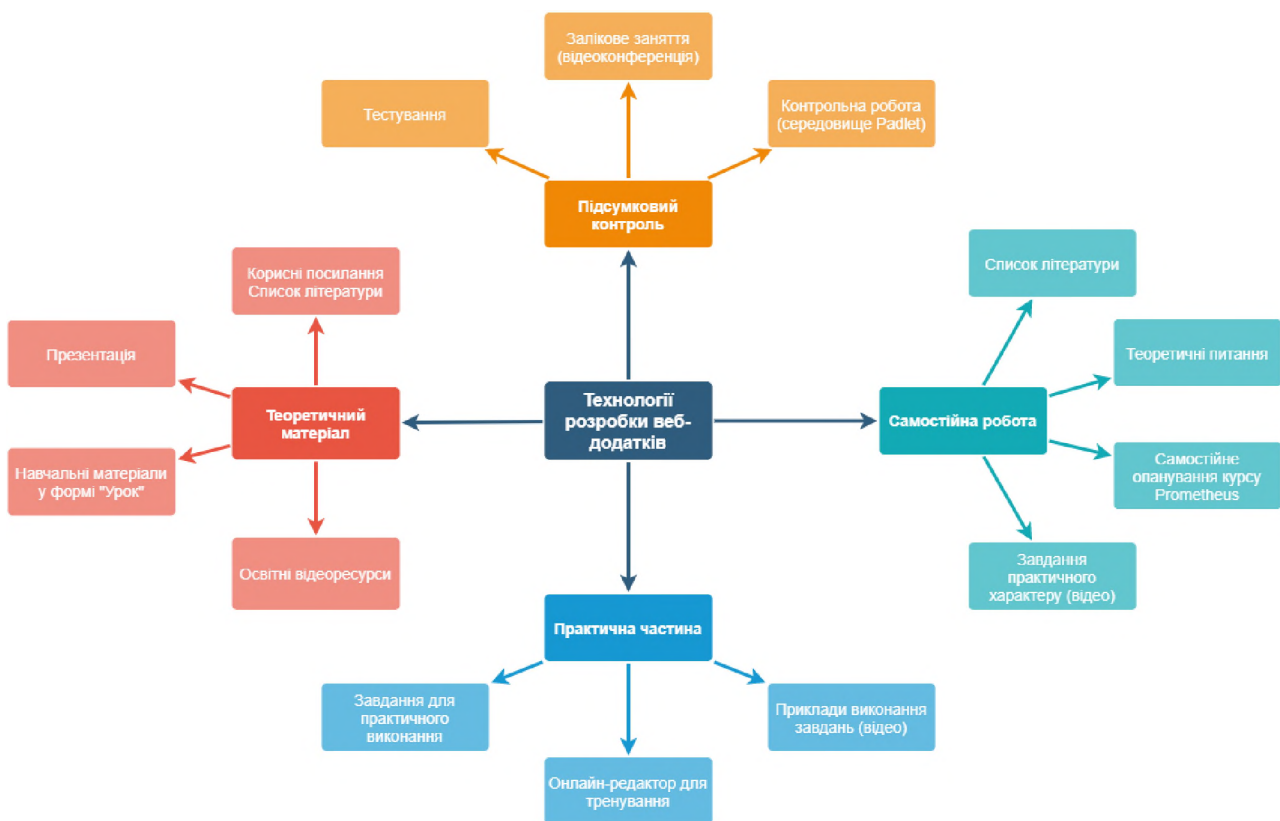 Залікове заняття
(відеоконференція)
Тестування
Контрольна робота
(середовище Padlet)
Підсумковий
контроль
Корисні посилання
Список літератури
Список літератури
Презентація
Теоретичні питання
Теоретичний
матеріал
Технології
розробки веб-
додатків
Самостійна робота
Навчальні матеріали
у формі "Урок"
Самостійне
опанування курсу
Prometheus
Освітні відеоресурси
Завдання
практичного
характеру (відео)
Практична частина
Завдання для
практичного
виконання
Приклади виконання
завдань (відео)
Онлайн-редактор для
тренування